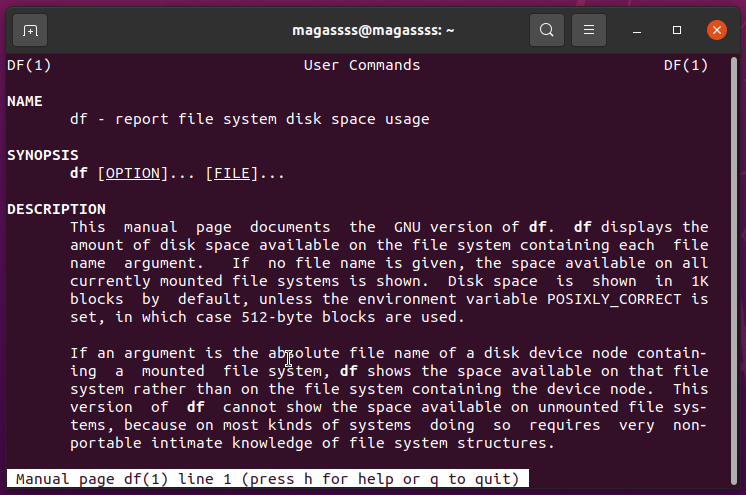 magassss@magassss: ~
DF(1) User Commands DF(1)
NAME
df - report file system disk space usage
SYNOPSIS
df [OPTION]... [FILE]...
DESCRIPTION
This manual page documents the GNU version of df. df displays the
amount of disk space available on the file system containing each file
name argument. If no file name is given, the space available on all
currently mounted file systems is shown. Disk space is shown in 1K
blocks by default, unless the environment variable POSIXLY_CORRECT is
set, in which case 512-byte blocks are used.
If an argument is the absolute file name of a disk device node contain-
ing a mounted file system, df shows the space available on that file
system rather than on the file system containing the device node. This
version of df cannot show the space available on unmounted file sys-
tems, because on most kinds of systems doing so requires very non-
portable intimate knowledge of file system structures.
Manual page df(1) line 1 (press h for help or q to quit)